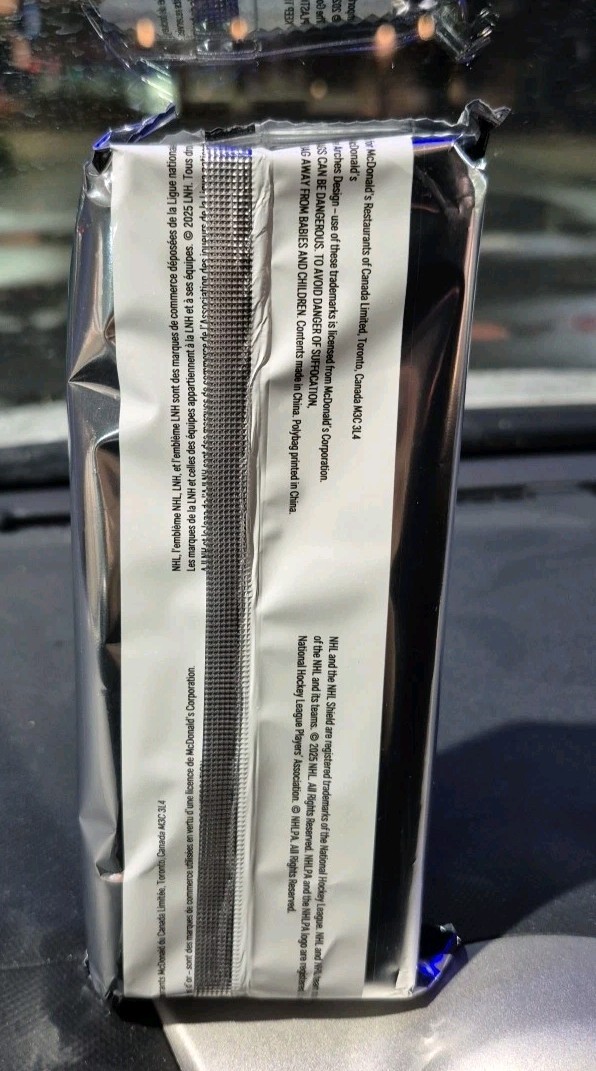 r McDonald's Restaurants of Canada Limited, Toronto, Canada M3C 3L4
cDonald's
Arches Design – use of these trademarks is licensed from McDonald's Corporation.
CAN BE DANGEROUS. TO AVOID DANGER OF SUFFOCATION,
AWAY FROM BABIES AND CHILDREN. Contents made in China. Polybag printed in China.
NHL and the NHL Shield are registered trademarks of the National Hockey League. NHL and NHL
of the NHL and its teams. © 2025 NHL. All Rights Reserved. NHLPA and the NHLPA logo are registere
National Hockey League Players' Association. © NHLPA. All Rights Reserved.
NHL, l'emblème NHL, LNH, et l'emblème LNH sont des marques de commerce déposées de la Ligue nationa
Les marques de la LNH et celles des équipes appartiennent à la LNH et à ses équipes. © 2025 LNH. Tous dr
McDonald du Canada Limitée, Toronto, Canada M3C 3L4
d'or – sont des marques de commerce utilisées en vertu d'une licence de McDonald's Corporation.